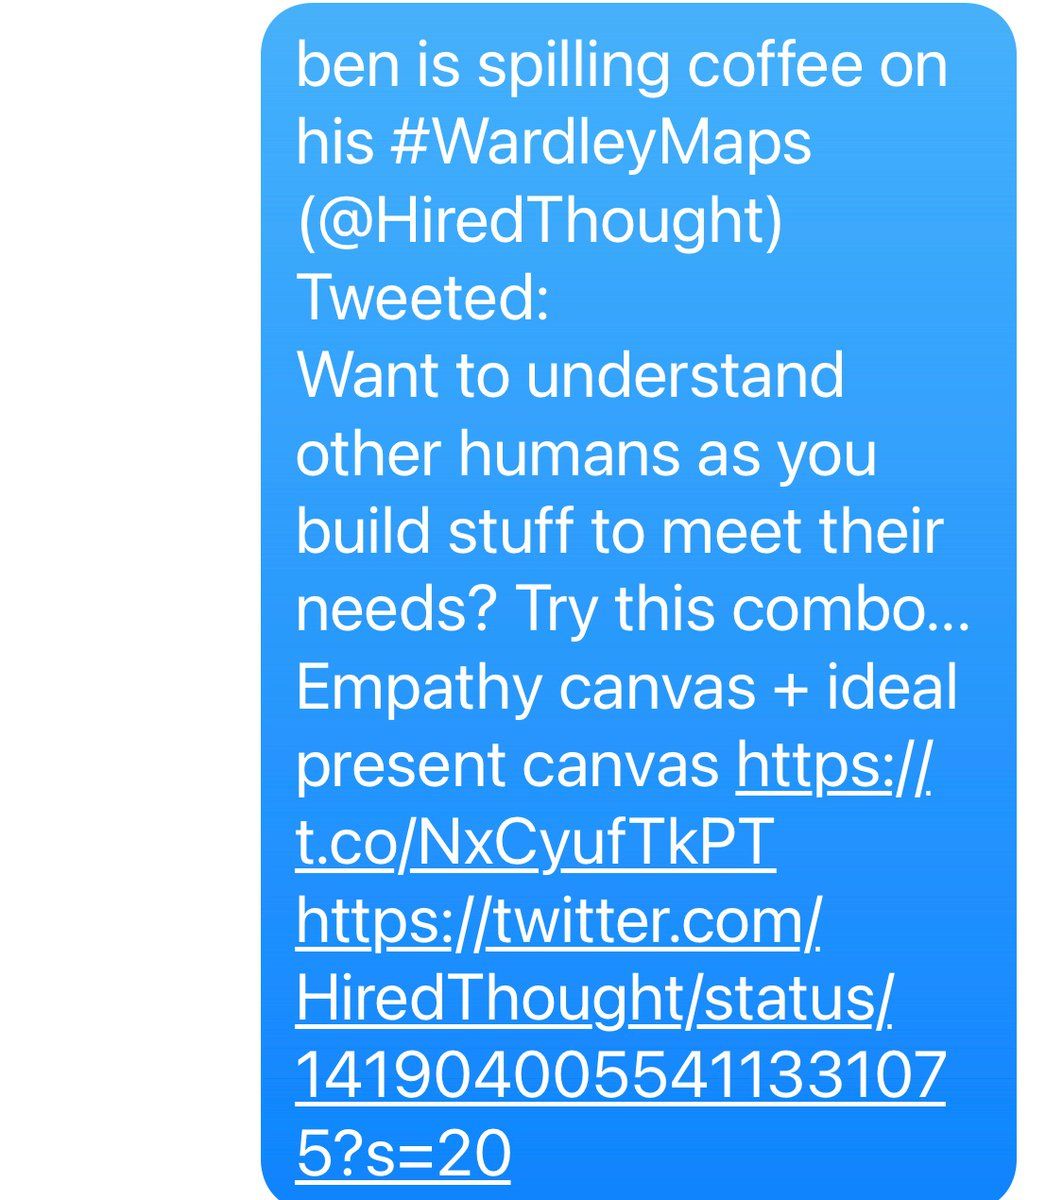 ben is spilling coffee on
his #WardleyMaps
(@HiredThought)
Tweeted:
Want to understand
other humans as you
build stuff to meet their
needs? Try this combo...
Empathy canvas + ideal
present canvas https://
t.co/NxCyufTkPT
https://twitter.com/
HiredThought/status/
141904005541133107
5?s=20